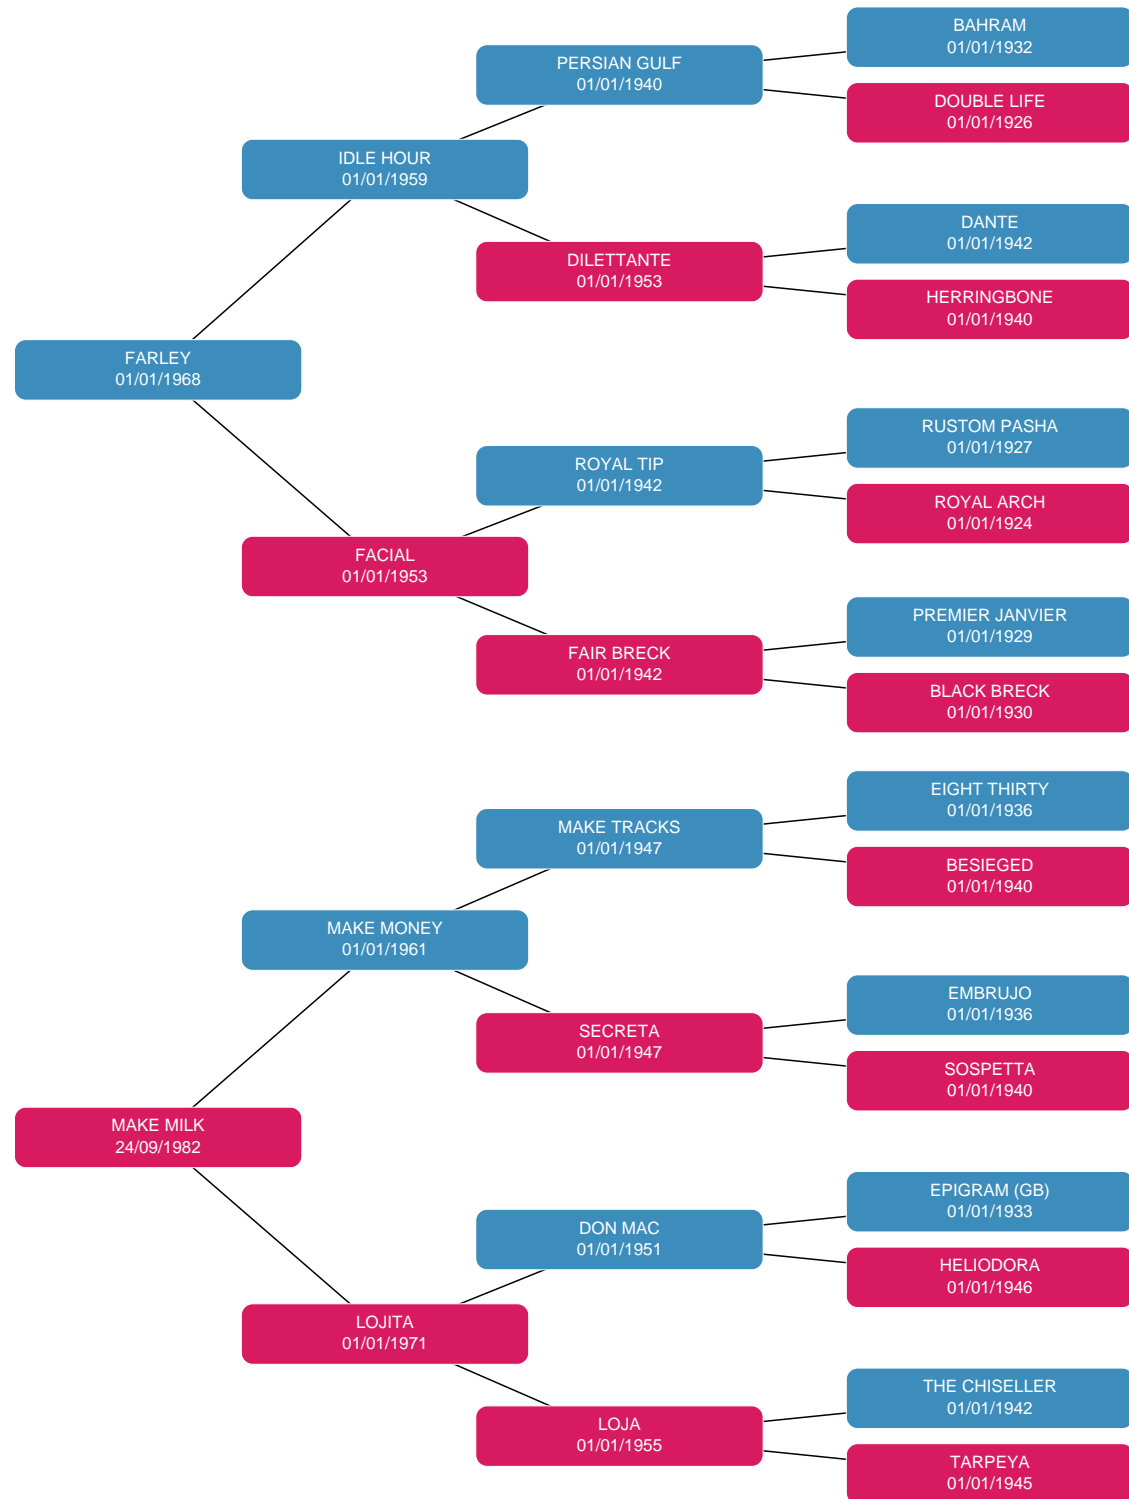 BAHRAM
01/01/1932
PERSIAN GULF
01/01/1940
DOUBLE LIFE
01/01/1926
IDLE HOUR
01/01/1959
DANTE
01/01/1942
DILETTANTE
01/01/1953
HERRINGBONE
01/01/1940
FARLEY
01/01/1968
RUSTOM PASHA
01/01/1927
ROYAL TIP
01/01/1942
ROYAL ARCH
01/01/1924
FACIAL
01/01/1953
PREMIER JANVIER
01/01/1929
FAIR BRECK
01/01/1942
BLACK BRECK
01/01/1930
EIGHT THIRTY
01/01/1936
MAKE TRACKS
01/01/1947
BESIEGED
01/01/1940
MAKE MONEY
01/01/1961
EMBRUJO
01/01/1936
SECRETA
01/01/1947
SOSPETTA
01/01/1940
MAKE MILK
24/09/1982
EPIGRAM (GB)
01/01/1933
DON MAC
01/01/1951
HELIODORA
01/01/1946
LOJITA
01/01/1971
THE CHISELLER
01/01/1942
LOJA
01/01/1955
TARPEYA
01/01/1945